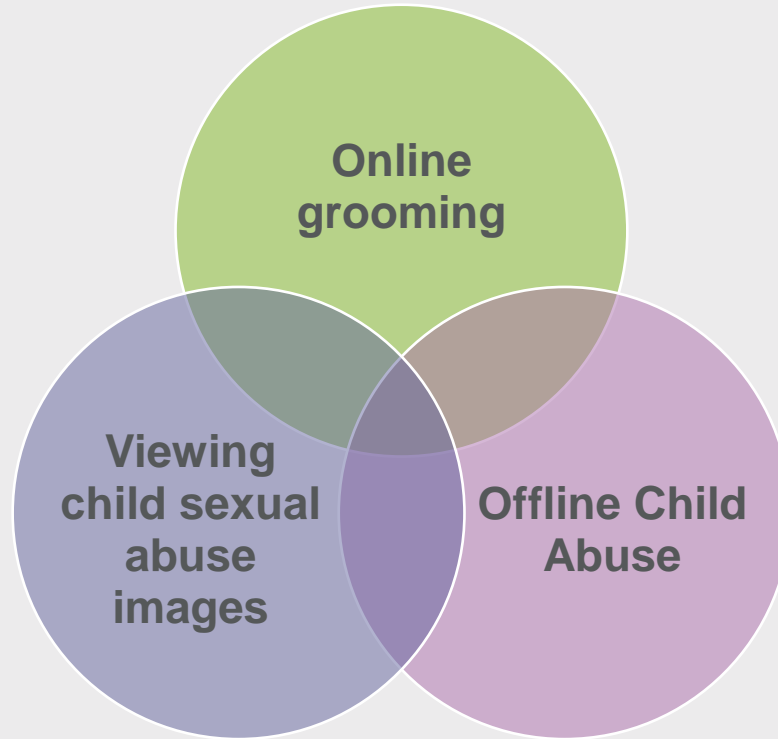 Online
grooming
Viewing
child sexual
abuse
images
Offline Child
Abuse